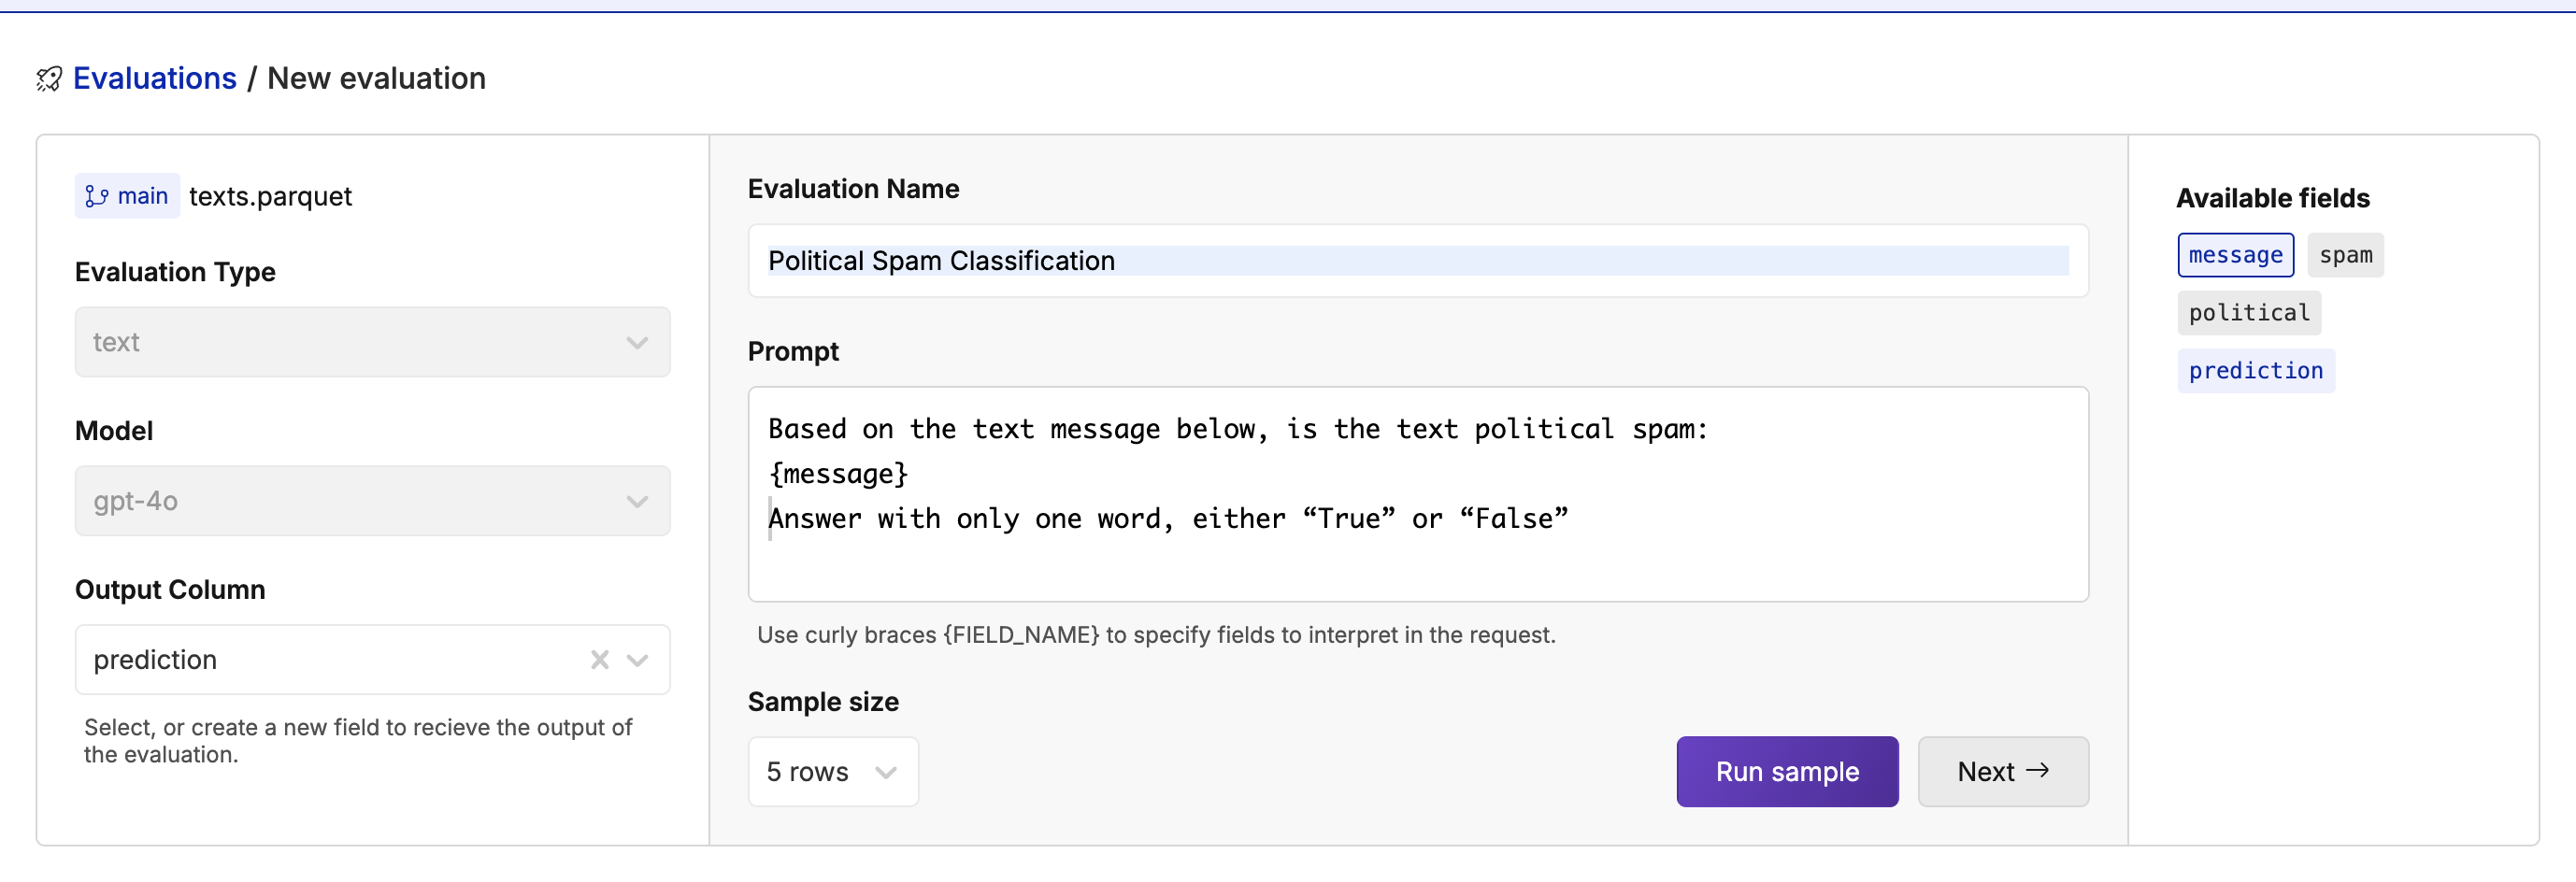 Evaluations / New evaluation
main texts.parquet
Evaluation Type
text
Model
gpt-4o
Output Column
prediction
Select, or create a new field to recieve the output of
the evaluation.
Evaluation Name
Political Spam Classification
Prompt
Based on the text message below, is the text political spam:
{message}
Answer with only one word, either “True” or “False”
Use curly braces {FIELD_NAME} to specify fields to interpret in the request.
Sample size
5 rows
Run sample
Next →
Available fields
message spam
political
prediction